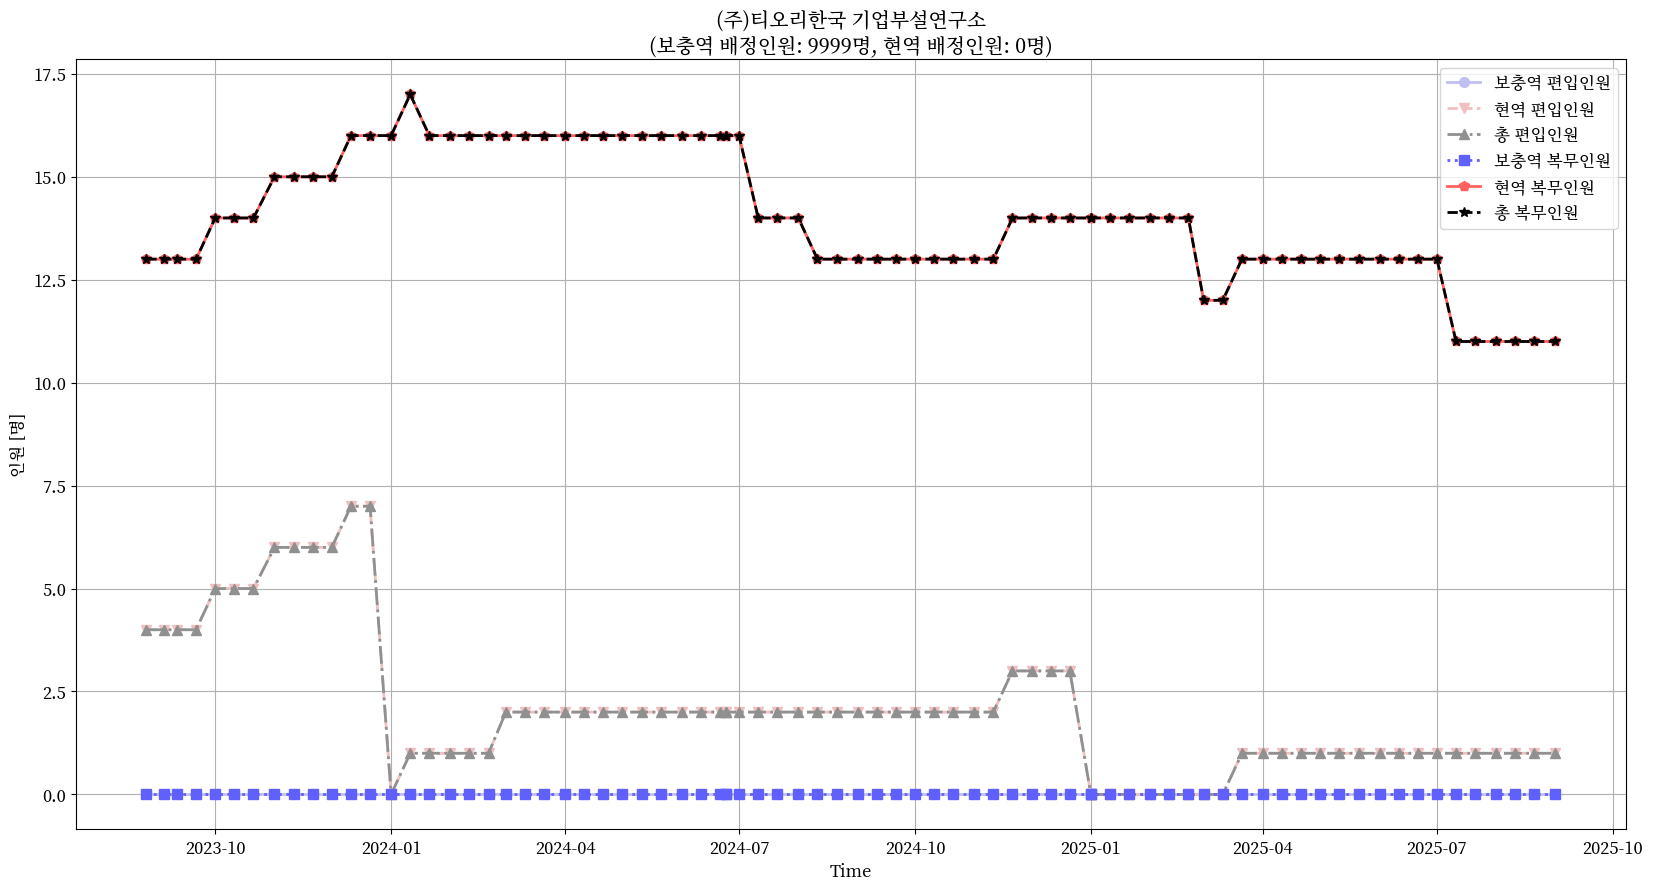 (주)티오리한국 기업부설연구소
(보충역 배정인원: 9999명, 현역 배정인원: 0명)
17.5
15.0
12.5
10.0
7.5
5.0
2.5
0.0
인원 [명]
보충역 편입인원
현역 편입인원
총 편입인원
보충역 복무인원
현역 복무인원
총 복무인원
2023-10
2024-01
2024-04
2024-07
2024-10
2025-01
2025-04
2025-07
2025-10
Time